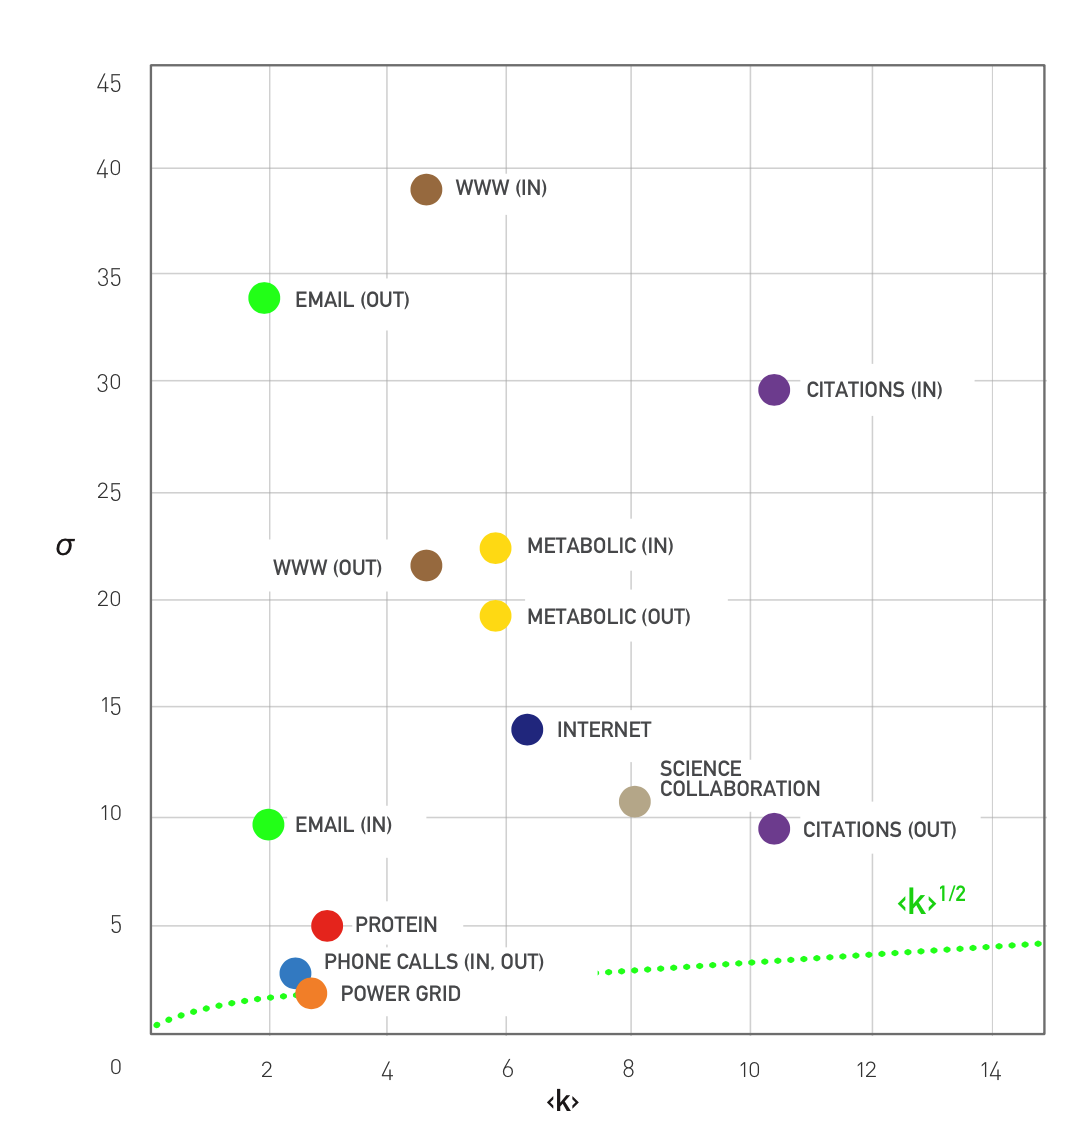 45
40
WWW (IN)
35
EMAIL (OUT)
30
CITATIONS (IN)
25
σ
METABOLIC (IN)
WWW (OUT)
20
METABOLIC (OUT)
15
INTERNET
SCIENCE
COLLABORATION
10
EMAIL (IN)
CITATIONS (OUT)
‹k›1/2
5
PROTEIN
PHONE CALLS (IN, OUT)
POWER GRID
0 2 4 6 8 10 12 14
‹k›